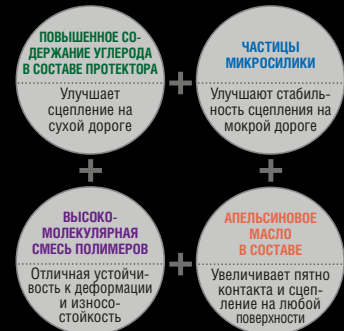 ПОВЫШЕННОЕ СО-
ДЕРЖАНИЕ УГЛЕРОДА
В СОСТАВЕ ПРОТЕКТОРА
Улучшает
сцепление на
сухой дороге
+
ЧАСТИЦЫ
МИКРОСИЛИКИ
Улучшают стабиль-
ность сцепления на
мокрой дороге
+
+
ВЫСОКО-
МОЛЕКУЛЯРНАЯ
СМЕСЬ ПОЛИМЕРОВ
Отличная устойчи-
вость к деформации
и износо-
стойкость
+
АПЕЛЬСИНОВОЕ
МАСЛО
В СОСТАВЕ
Увеличивает пятно
контакта и сцеп-
ление на любой
поверхности